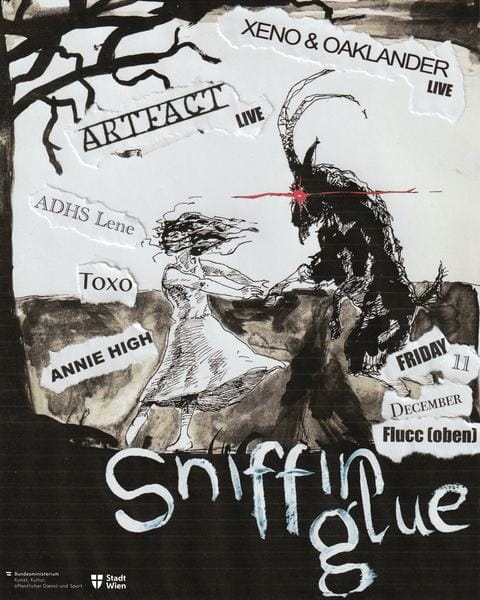 XENO & OAKLANDER
LIVE
ARTFACT
LIVE
ADHS Lene
TOXO
ANNIE HIGH
FRIDAY 11
DECEMBER
Flucc (oben)
Sniffin
glue
Bundesministerium
Kunst, Kultur,
öffentlicher Dienst und Sport
Stadt
Wien